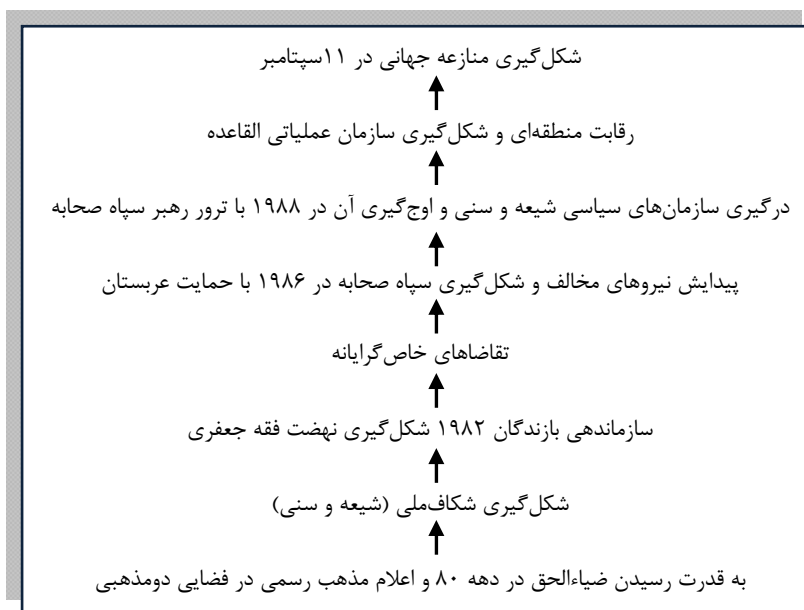 شکل‌گیری منازعه جهانی در ۱۱سپتامبر
رقابت منطقه‌ای و شکل‌گیری سازمان عملیاتی القاعده
درگیری سازمان‌های سیاسی شیعه و سنی و اوج‌گیری آن در ۱۹۸۸ با ترور رهبر سپاه صحابه
پیدایش نیروهای مخالف و شکل‌گیری سپاه صحابه در ۱۹۸۶ با حمایت عربستان
تقاضاهای خاص‌گرایانه
سازماندهی بازندگان ۱۹۸۲ شکل‌گیری نهضت فقه جعفری
شکل‌گیری شکاف‌ملی (شیعه و سنی)
به قدرت رسیدن ضیاءالحق در دهه ۸۰ و اعلام مذهب رسمی در فضایی دومذهبی